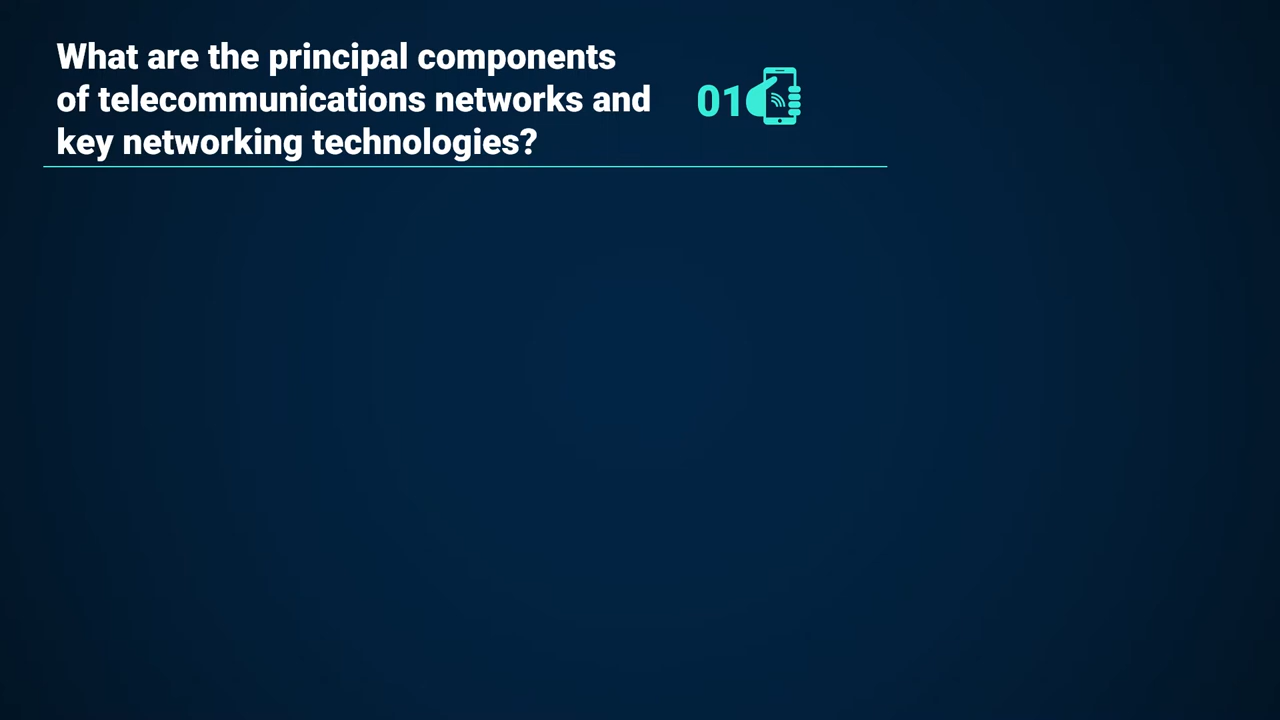 What are the principal components
of telecommunications networks and
key networking technologies?
01